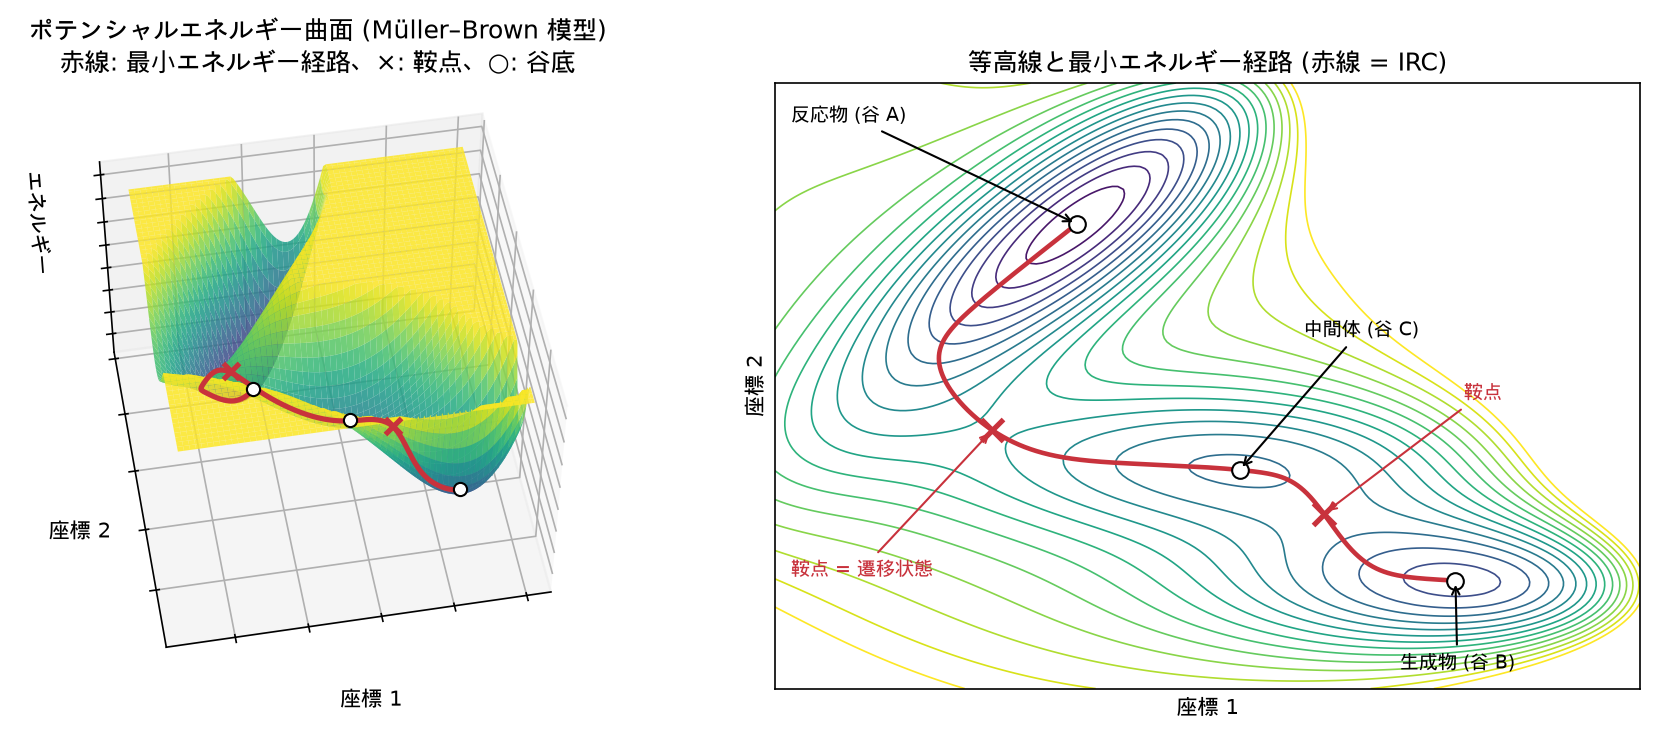 ポテンシャルエネルギー曲面 (Müller–Brown 模型)
赤線: 最小エネルギー経路、×: 鞍点、○: 谷底
エネルギー
座標 2
座標 1
等高線と最小エネルギー経路 (赤線 = IRC)
反応物 (谷 A)
中間体 (谷 C)
鞍点
鞍点 = 遷移状態
生成物 (谷 B)
座標 2
座標 1